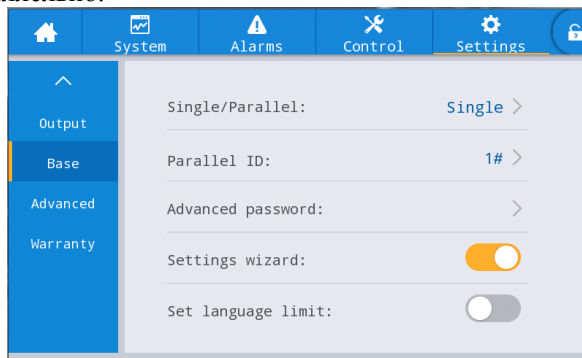 System Alarms Control Settings
Output
Base
Advanced
Warranty
Single/Parallel: Single >
Parallel ID: 1# >
Advanced password: >
Settings wizard:
Set language limit: